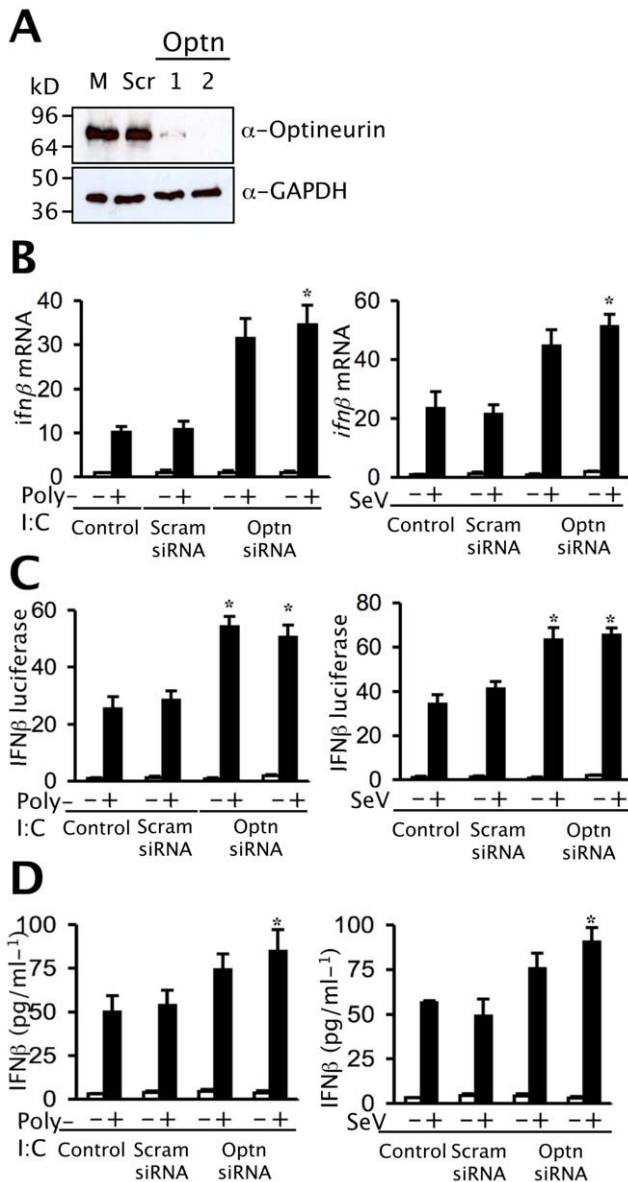 A
Optn
kD M Scr 1 2
96
64
α-Optineurin
50
36
α-GAPDH
B
ifnβ mRNA
40
30
20
10
0
*
Poly- -+ -+ -+ -+
I:C Control Scram Optn
siRNA siRNA
ifnβ mRNA
60
40
20
0
*
SeV -+ -+ -+ -+
Control Scram Optn
siRNA siRNA
C
IFNβ luciferase
60
40
20
0
* *
Poly- -+ -+ -+ -+
I:C Control Scram Optn
siRNA siRNA
IFNβ luciferase
80
60
40
20
0
* *
SeV -+ -+ -+ -+
Control Scram Optn
siRNA siRNA
D
IFNβ (pg/ml−1)
100
75
50
25
0
*
Poly- -+ -+ -+ -+
I:C Control Scram Optn
siRNA siRNA
IFNβ (pg/ml−1)
100
75
50
25
0
*
SeV -+ -+ -+ -+
Control Scram Optn
siRNA siRNA